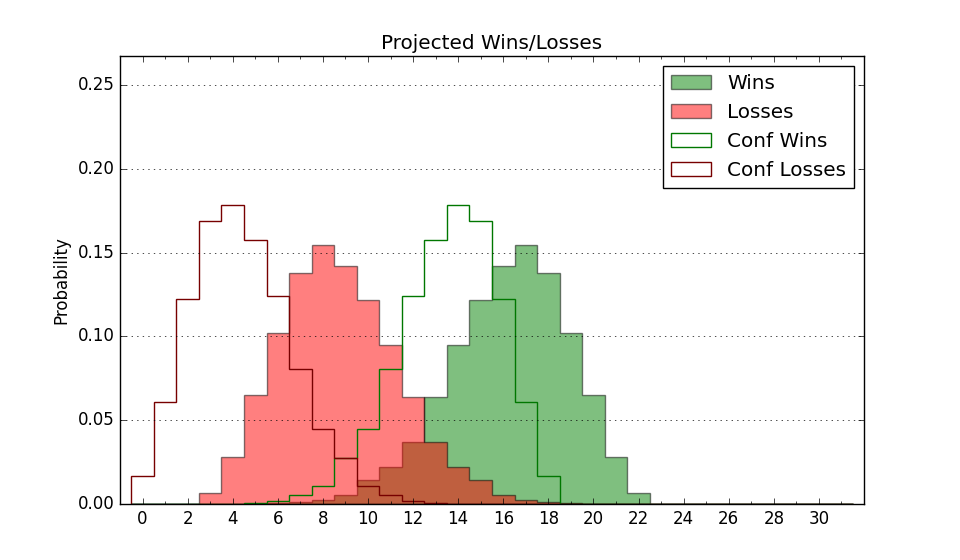 Projected Wins/Losses
Wins
Losses
Conf Wins
Conf Losses
Probability
0.25
0.20
0.15
0.10
0.05
0.00
0 2 4 6 8 10 12 14 16 18 20 22 24 26 28 30